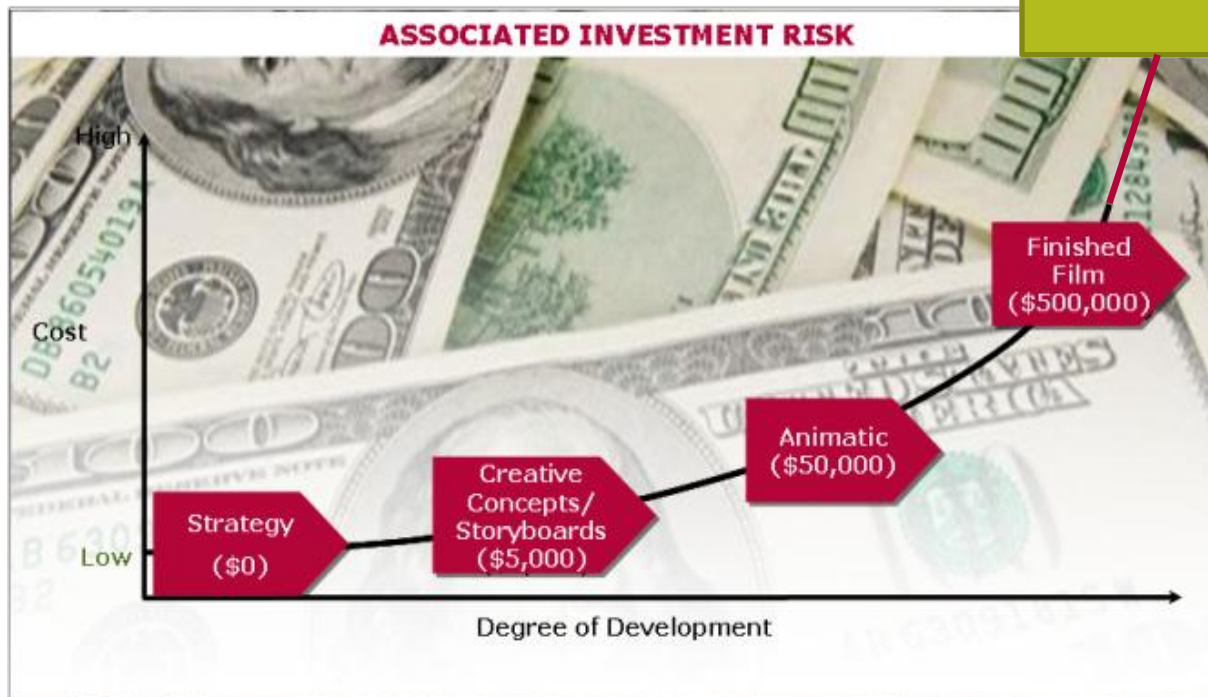 ASSOCIATED INVESTMENT RISK
High
Cost
Low
Strategy
($0)
Creative
Concepts/
Storyboards
($5,000)
Animatic
($50,000)
Finished
Film
($500,000)
Degree of Development